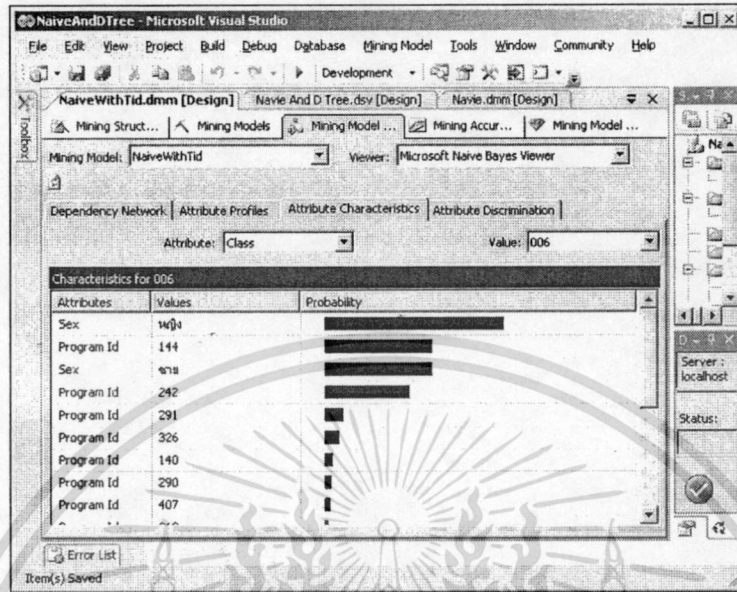 NaiveAndDTree - Microsoft Visual Studio
File Edit View Project Build Debug Database Mining Model Tools Window Community Help
Development
Toolbox
NaiveWithTid.dmm [Design] Navie And D Tree.dsv [Design] Navie.dmm [Design]
Mining Struct... Mining Models Mining Model ... Mining Accur... Mining Model ...
Mining Model: NaiveWithTid Viewer: Microsoft Naive Bayes Viewer
Dependency Network Attribute Profiles Attribute Characteristics Attribute Discrimination
Attribute: Class Value: 006
Characteristics for 006
Attributes Values Probability
Sex หญิง
Program Id 144
Sex ชาย
Program Id 242
Program Id 291
Program Id 326
Program Id 140
Program Id 290
Program Id 407
Server :
localhost
Status:
Error List
Item(s) Saved